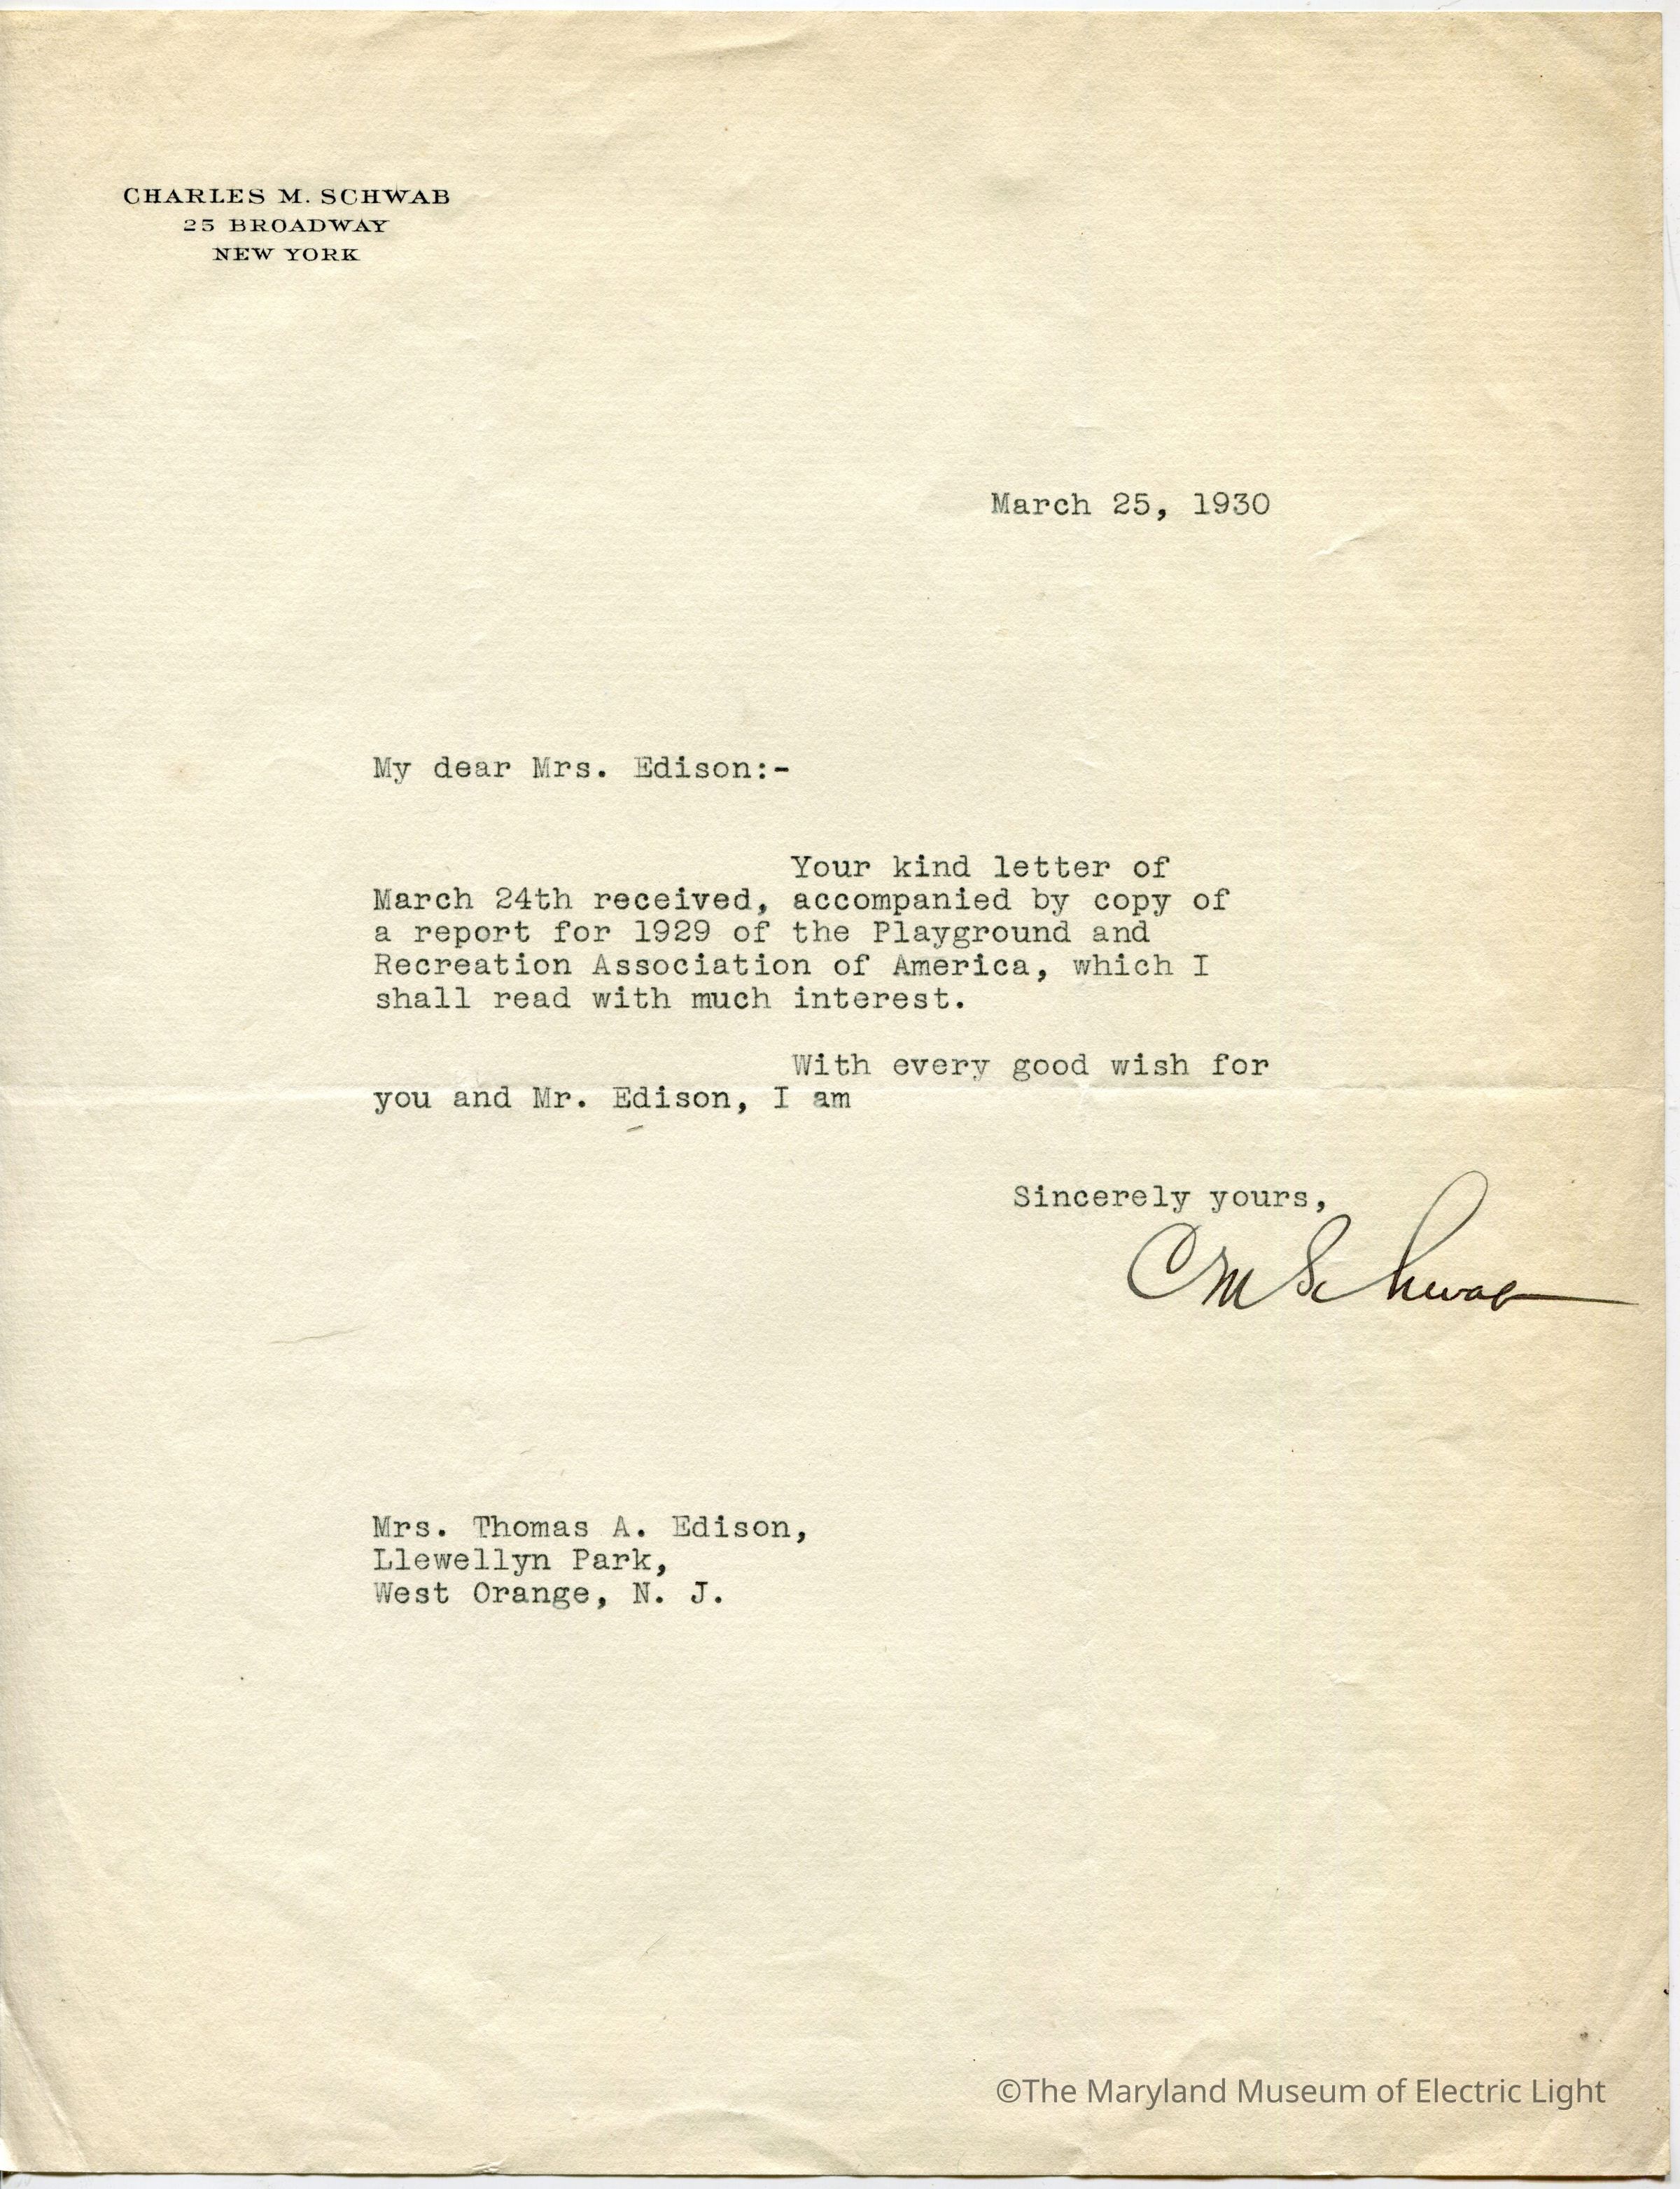 CHARLES M. SCHWAB
25 BROADWAY
NEW YORK
March 25, 1930
My dear Mrs. Edison:-
Your kind letter of
March 24th received, accompanied by copy of
a report for 1929 of the Playground and
Recreation Association of America, which I
shall read with much interest.
With every good wish for
you and Mr. Edison, I am
Sincerely yours,
CM Schwab
Mrs. Thomas A. Edison,
Llewellyn Park,
West Orange, N. J.
©The Maryland Museum of Electric Light